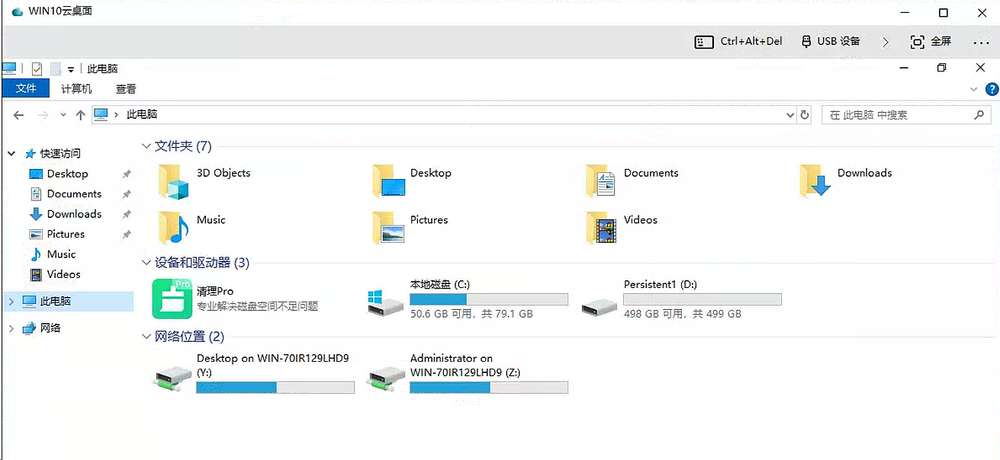 WIN10云桌面
Ctrl+Alt+Del USB 设备 全屏 ...
此电脑
文件 计算机 查看
此电脑 在 此电脑 中搜索
快速访问
Desktop
Documents
Downloads
Pictures
Music
Videos
此电脑
网络
文件夹 (7)
3D Objects Desktop Documents Downloads
Music Pictures Videos
设备和驱动器 (3)
Pro
清理Pro
专业解决磁盘空间不足问题
本地磁盘 (C:)
50.6 GB 可用，共 79.1 GB
Persistent1 (D:)
498 GB 可用，共 499 GB
网络位置 (2)
Desktop on WIN-70IR129LHD9
(Y:)
Administrator on
WIN-70IR129LHD9 (Z:)